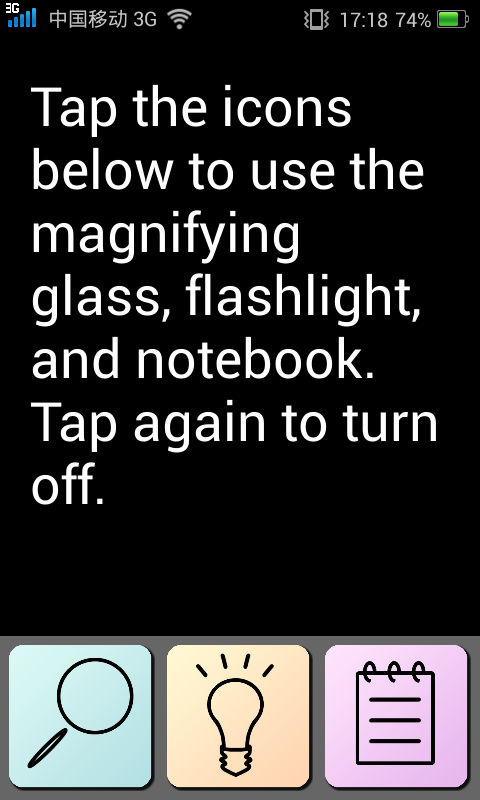 3G
中国移动 3G 17:18 74%
Tap the icons
below to use the
magnifying
glass, flashlight,
and notebook.
Tap again to turn
off.